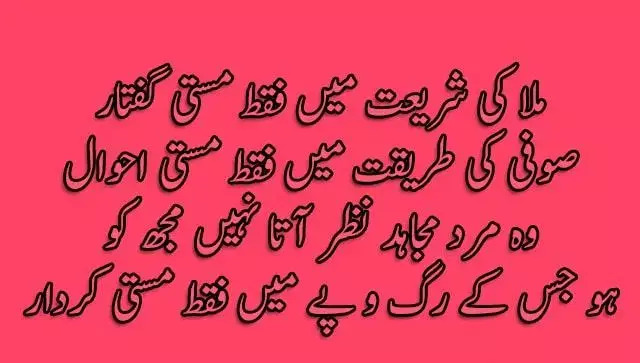 ملا کی شریعت میں فقط مستی گفتار
صوفی کی طریقت میں فقط مستی احوال
وہ مرد مجاہد نظر آتا نہیں مجھ کو
ہو جس کے رگ و پے میں فقط مستی کردار